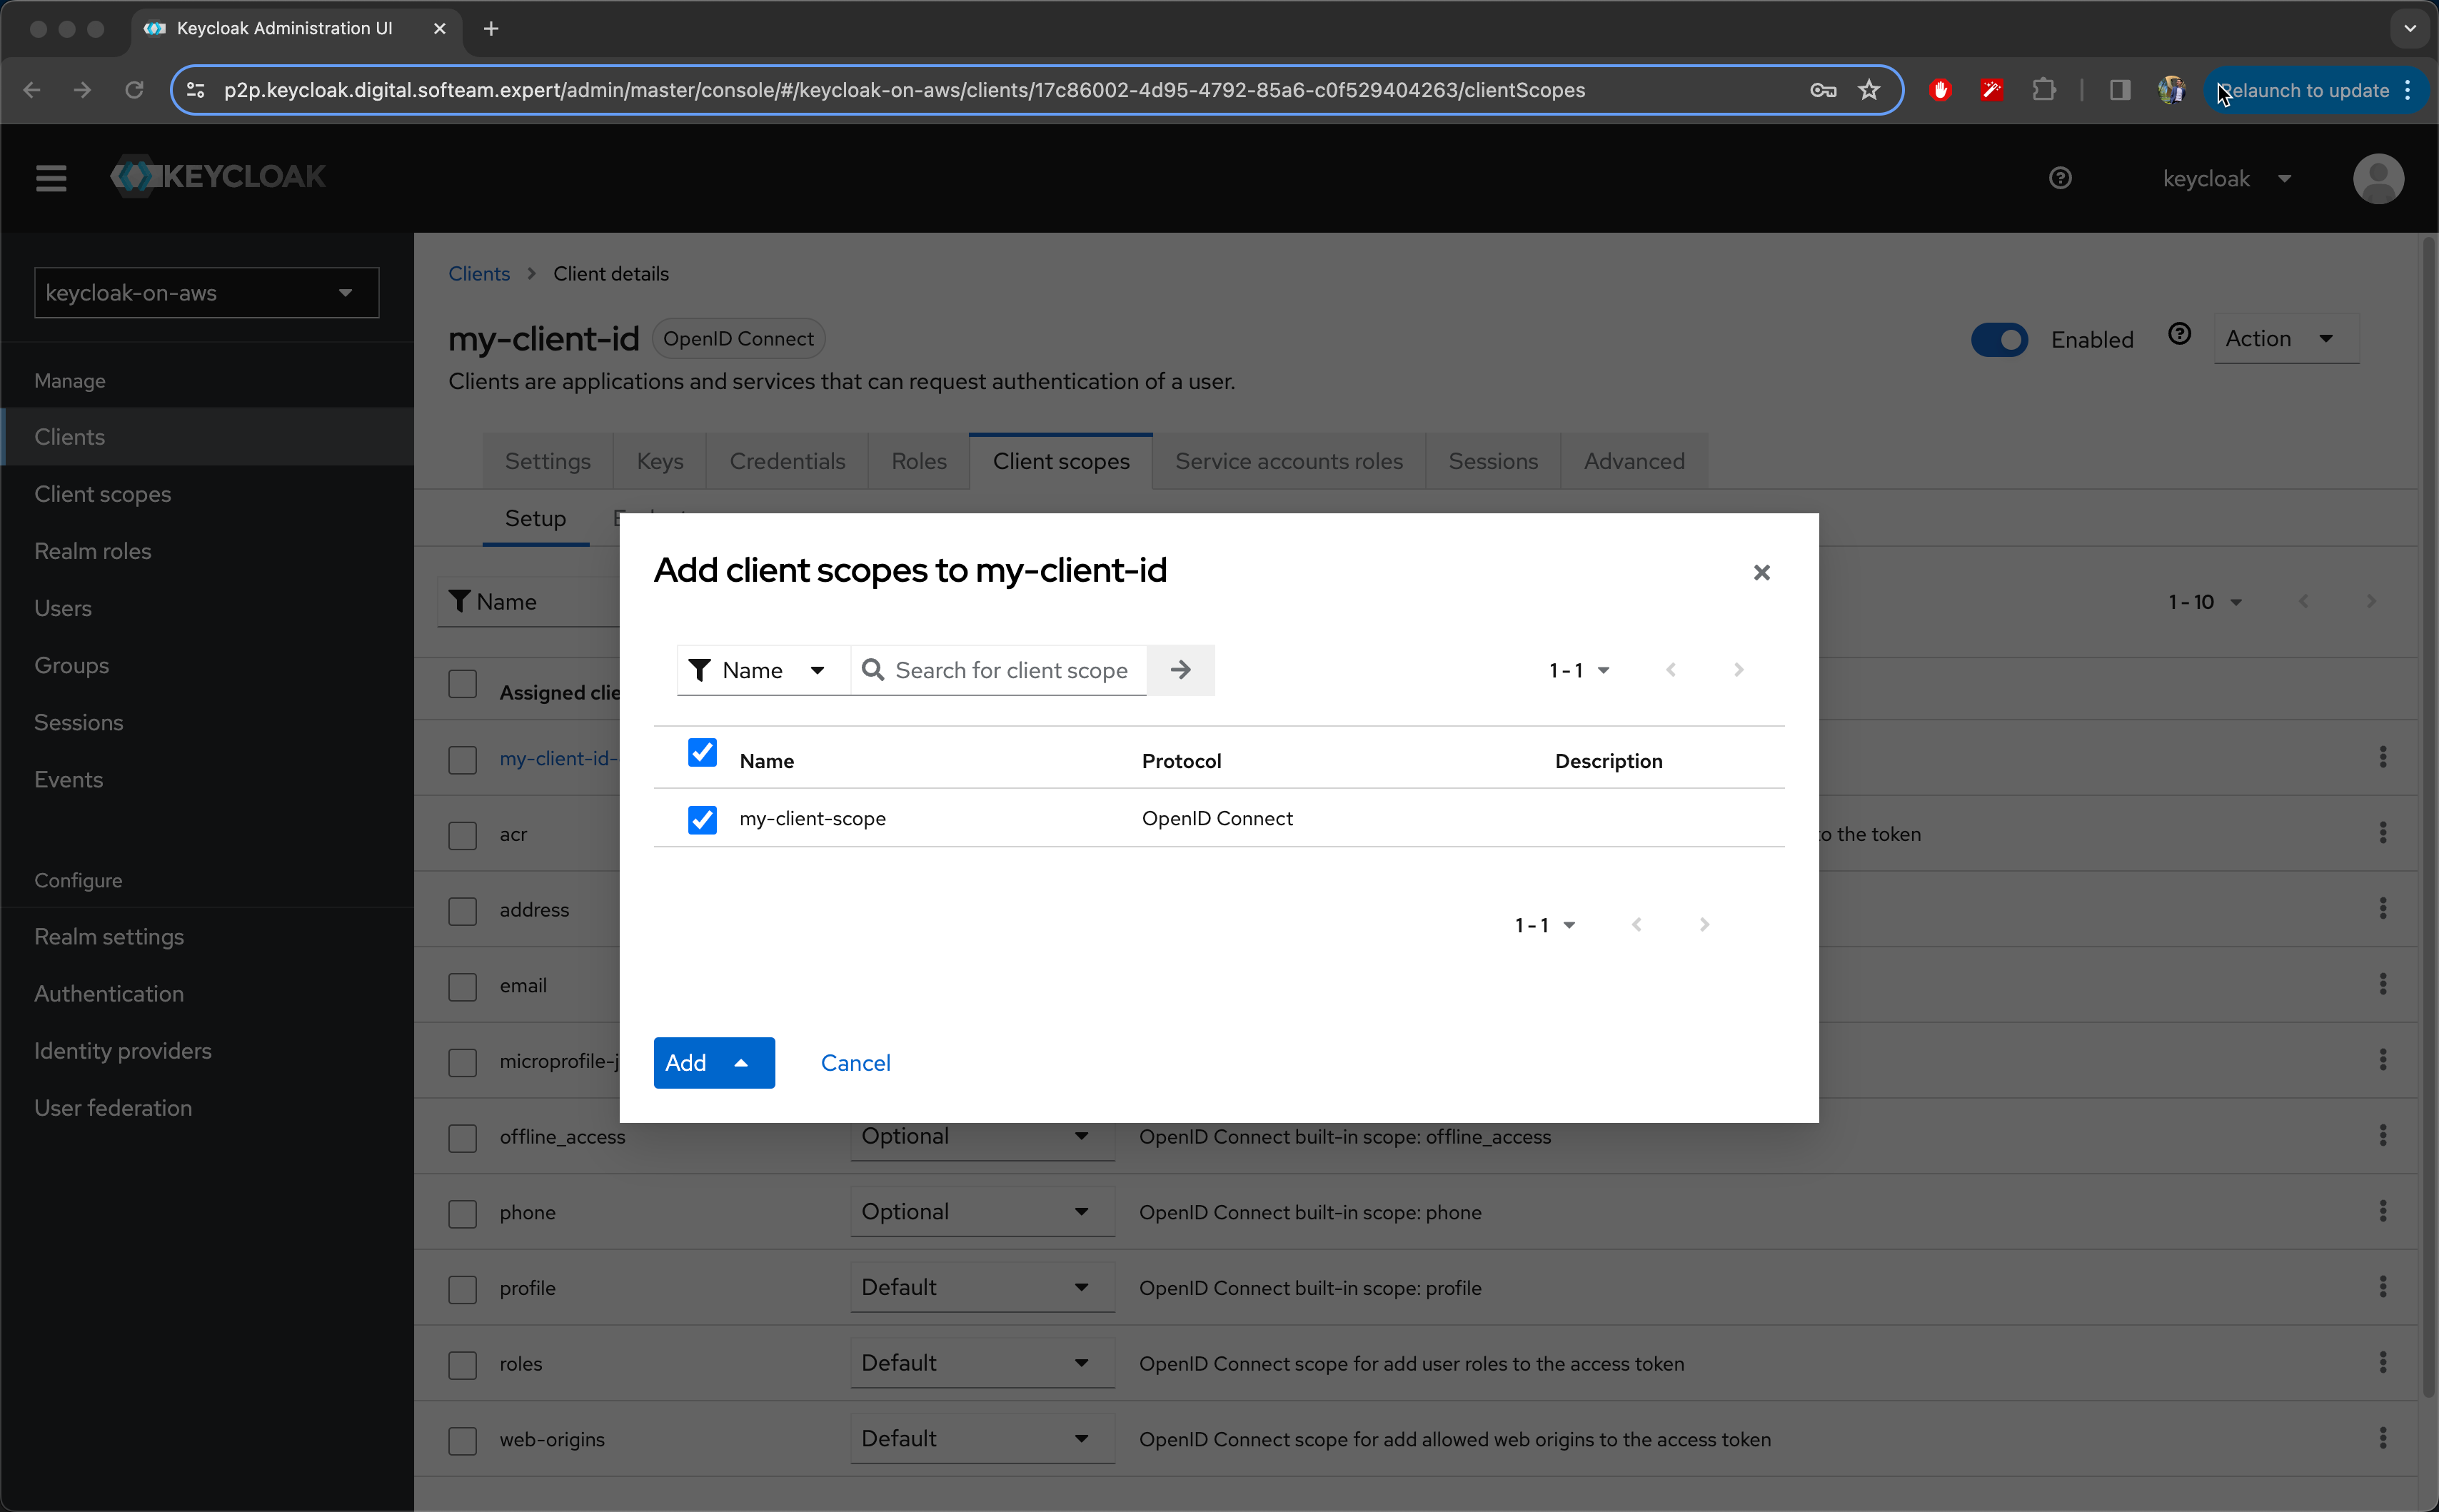 Keycloak Administration UI
p2p.keycloak.digital.softeam.expert/admin/master/console/#/keycloak-on-aws/clients/17c86002-4d95-4792-85a6-c0f529404263/clientScopes
elaunch to update
KEYCLOAK
keycloak
keycloak-on-aws
Manage
Clients
Client scopes
Realm roles
Users
Groups
Sessions
Events
Configure
Realm settings
Authentication
Identity providers
User federation
Clients > Client details
my-client-id OpenID Connect
Enabled
Action
Clients are applications and services that can request authentication of a user.
Settings Keys Credentials Roles Client scopes Service accounts roles Sessions Advanced
Setup
Name
1 - 10
Assigned clie
my-client-id-
acr
o the token
address
email
microprofile-j
offline_access Optional OpenID Connect built-in scope: offline_access
phone Optional OpenID Connect built-in scope: phone
profile Default OpenID Connect built-in scope: profile
roles Default OpenID Connect scope for add user roles to the access token
web-origins Default OpenID Connect scope for add allowed web origins to the access token
Add client scopes to my-client-id
Name Search for client scope 1 - 1
Name Protocol Description
my-client-scope OpenID Connect
1 - 1
Add Cancel